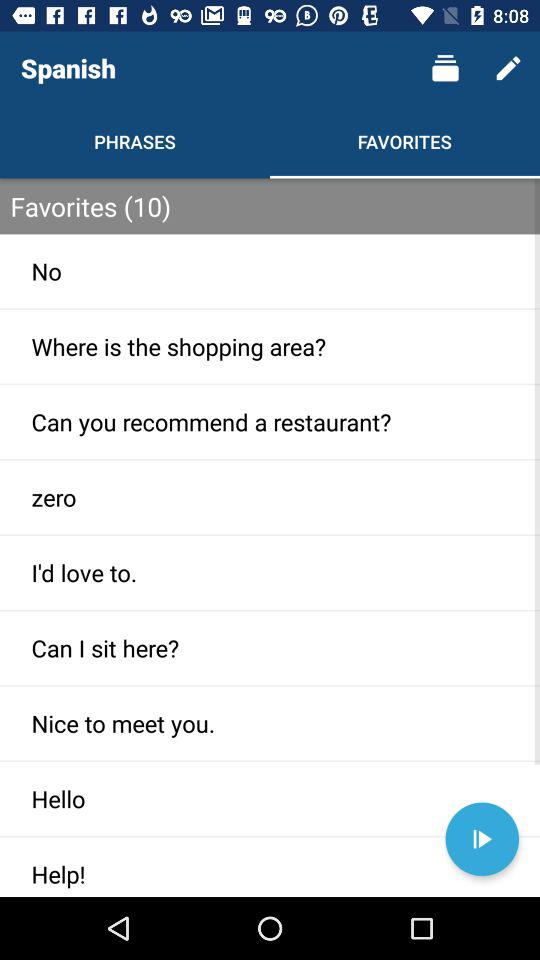 8:08
Spanish
PHRASES
FAVORITES
Favorites (10)
No
Where is the shopping area?
Can you recommend a restaurant?
zero
I'd love to.
Can I sit here?
Nice to meet you.
Hello
Help!